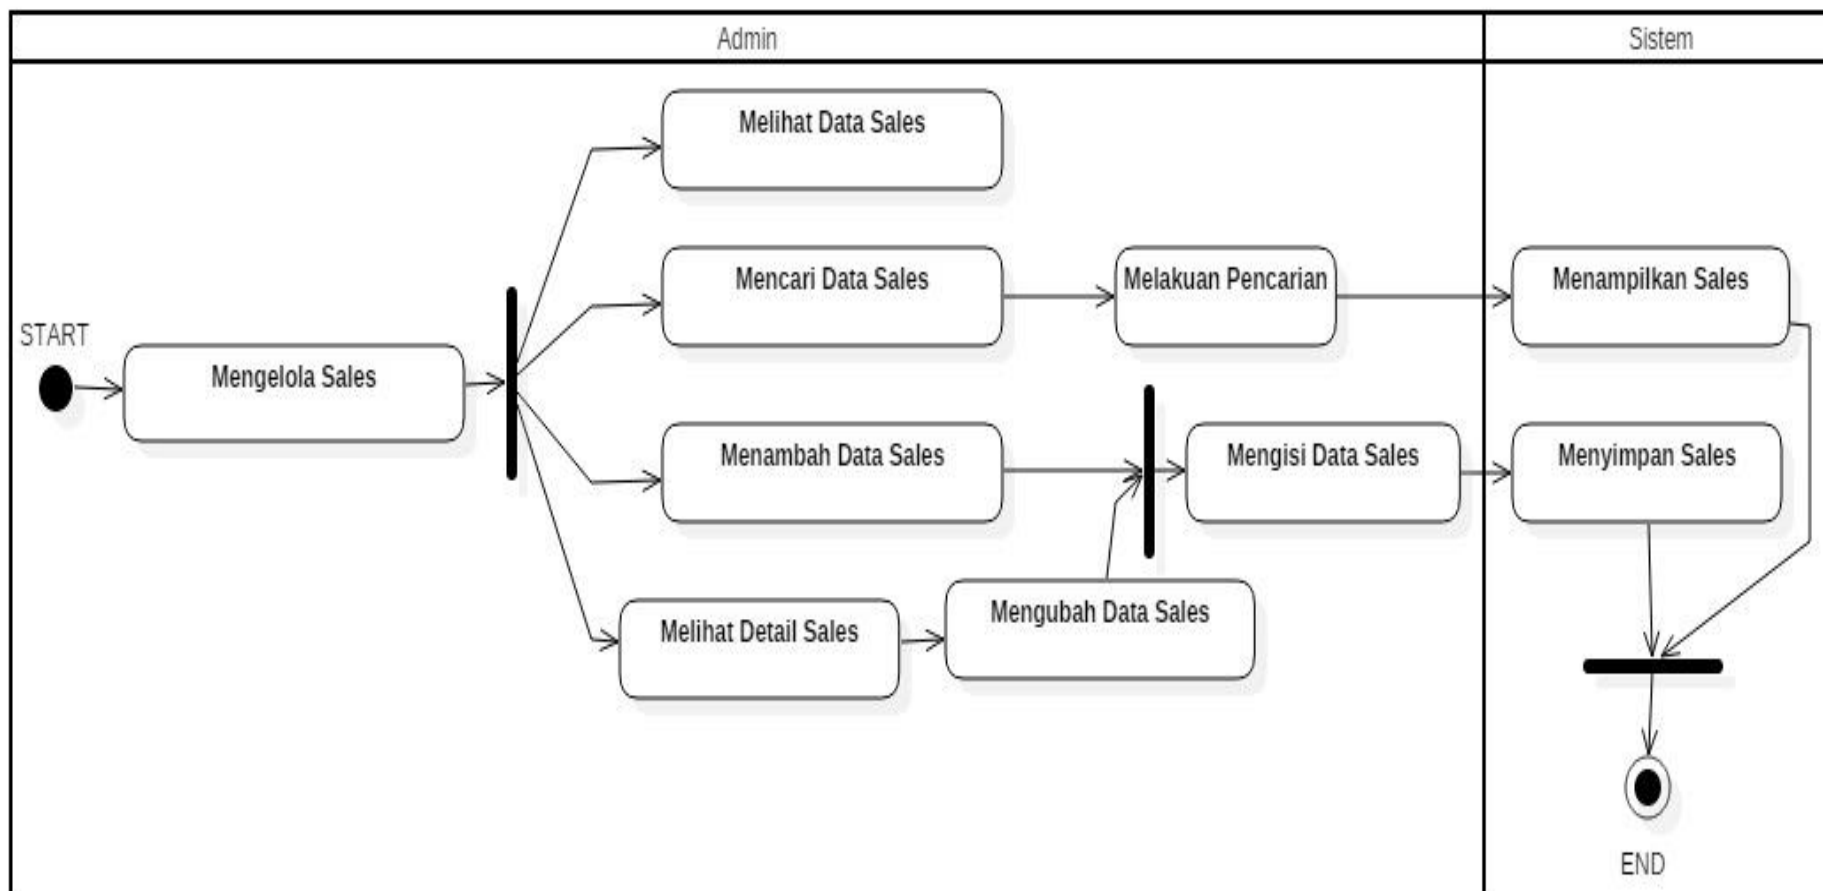 Admin
Sistem
Melihat Data Sales
Mencari Data Sales
Melakuan Pencarian
Menampilkan Sales
START
Mengelola Sales
Menambah Data Sales
Mengisi Data Sales
Menyimpan Sales
Melihat Detail Sales
Mengubah Data Sales
END